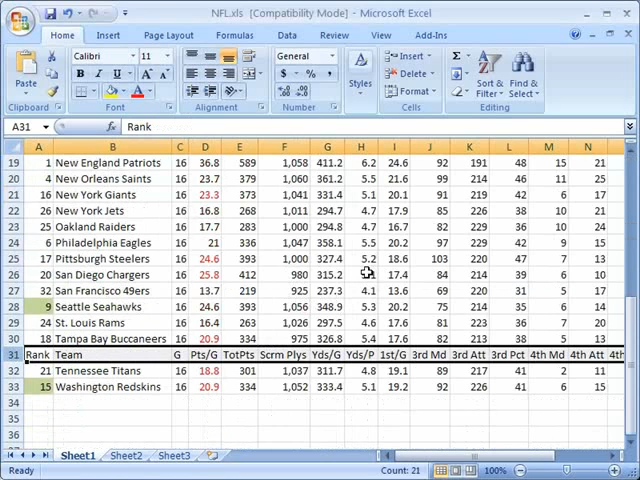 NFL.xls [Compatibility Mode] - Microsoft Excel
Home Insert Page Layout Formulas Data Review View Add-Ins
Paste Calibri 11 General Styles Insert Delete Format Sort & Filter Find & Select
B I U A $ % , Σ
Clipboard Font Alignment Number Cells Editing
A31 fx Rank
A B C D E F G H I J K L M N
19 1 New England Patriots 16 36.8 589 1,058 411.2 6.2 24.6 92 191 48 15 21
20 4 New Orleans Saints 16 23.7 379 1,060 361.2 5.5 21.6 99 214 46 11 25
21 16 New York Giants 16 23.3 373 1,041 331.4 5.1 20.1 91 219 42 6 17
22 26 New York Jets 16 16.8 268 1,011 294.7 4.7 17.9 85 226 38 10 21
23 25 Oakland Raiders 16 17.7 283 1,000 294.8 4.7 16.7 79 213 37 10 24
24 6 Philadelphia Eagles 16 21 336 1,047 358.1 5.5 20.2 97 229 42 9 15
25 17 Pittsburgh Steelers 16 24.6 393 1,000 327.4 5.2 18.6 103 220 47 6 17
26 20 San Diego Chargers 16 25.8 412 980 315.2 17.4 84 214 39 6 10
27 32 San Francisco 49ers 16 13.7 219 925 237.3 4.1 13.6 69 220 31 5 17
28 9 Seattle Seahawks 16 24.6 393 1,056 348.9 5.3 20.2 75 214 35 6 14
29 24 St. Louis Rams 16 16.4 263 1,026 297.5 4.6 17.6 82 223 37 7 20
30 18 Tampa Bay Buccaneers 16 20.9 334 975 326.8 5.4 17.6 83 206 40 7 12
31 Rank Team G Pts/G TotPts Scrm Plys Yds/G Yds/P 1st/G 3rd Md 3rd Att 3rd Pct 4th Md 4th Att 4th
32 21 Tennessee Titans 16 18.8 301 1,037 311.7 4.8 19.1 89 217 41 2 11
33 15 Washington Redskins 16 20.9 334 1,052 333.4 5.1 19.2 92 226 41 6 15
34
35
36
Sheet1 Sheet2 Sheet3
Ready Count: 21 100%